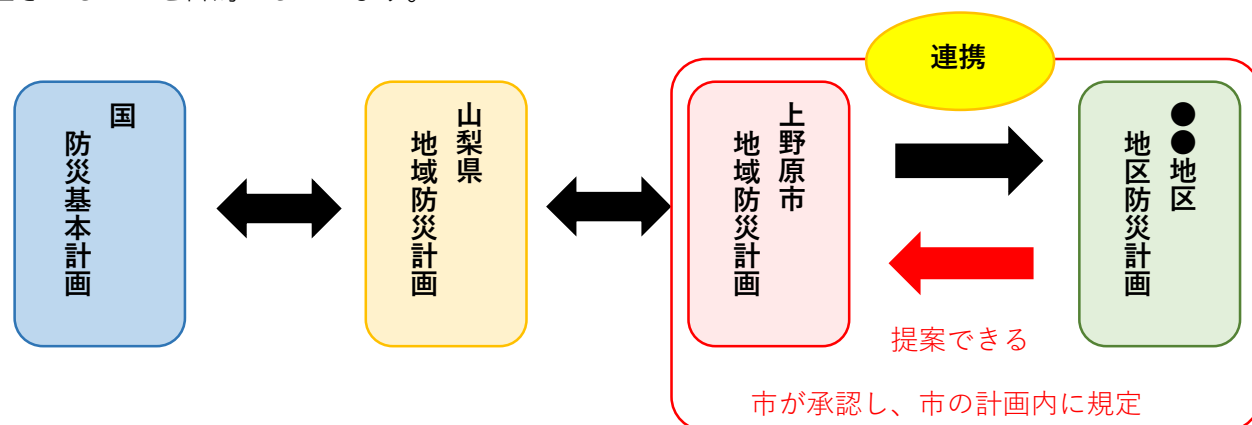 連携
国
防災基本計画
山梨県
地域防災計画
上野原市
地域防災計画
●●地区
地区防災計画
提案できる
市が承認し、市の計画内に規定